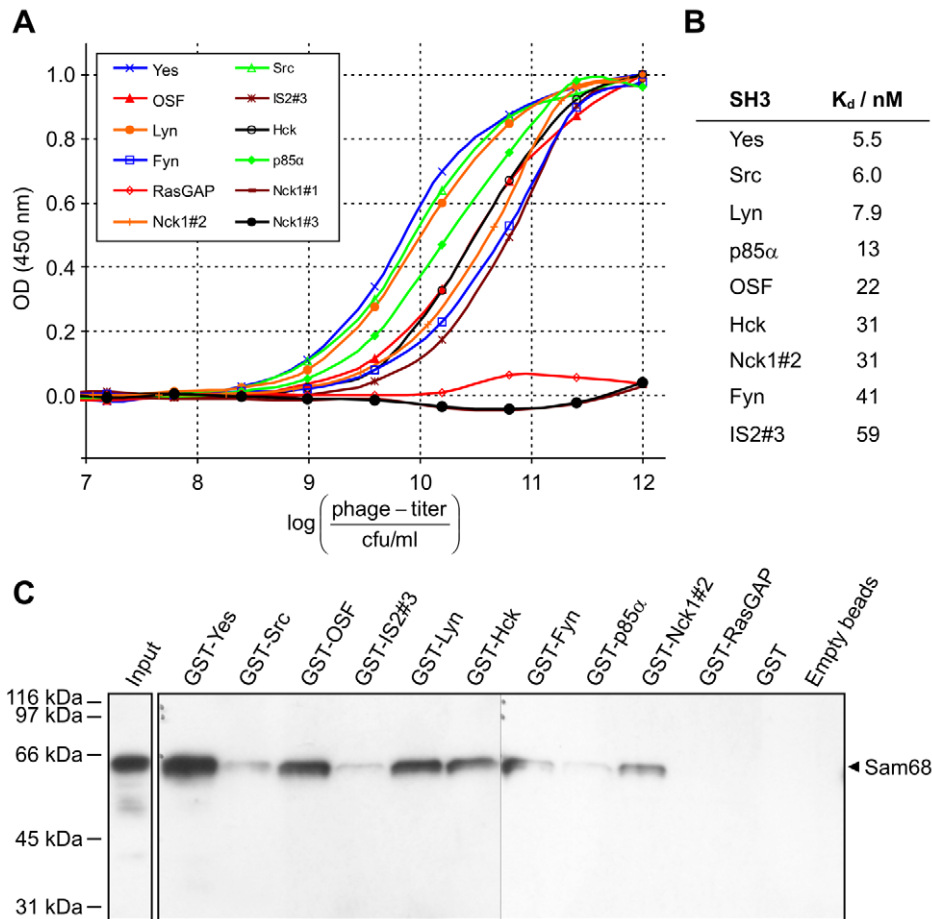 A
OD (450 nm)
1.0
0.8
0.6
0.4
0.2
0.0
Yes
OSF
Lyn
Fyn
RasGAP
Nck1#2
Src
IS2#3
Hck
p85α
Nck1#1
Nck1#3
7 8 9 10 11 12
log ( phage – titer / cfu/ml )
B
SH3 Kd / nM
Yes 5.5
Src 6.0
Lyn 7.9
p85α 13
OSF 22
Hck 31
Nck1#2 31
Fyn 41
IS2#3 59
C
Input GST-Yes GST-Src GST-OSF GST-IS2#3 GST-Lyn GST-Hck GST-Fyn GST-p85α GST-Nck1#2 GST-RasGAP GST Empty beads
116 kDa
97 kDa
66 kDa
45 kDa
31 kDa
Sam68